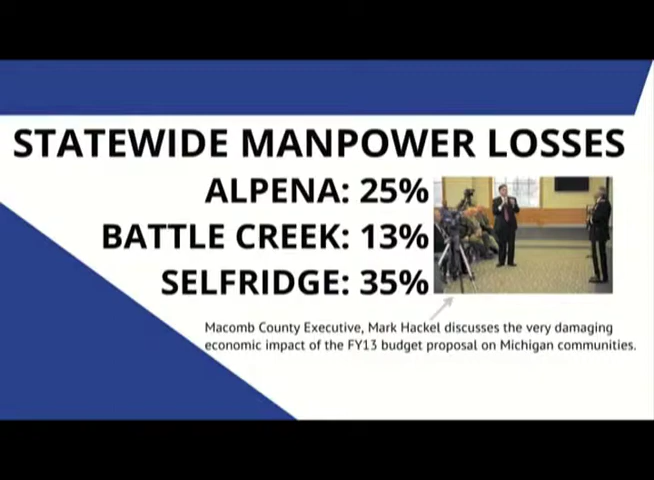 STATEWIDE MANPOWER LOSSES
ALPENA: 25%
BATTLE CREEK: 13%
SELFRIDGE: 35%
Macomb County Executive, Mark Hackel discusses the very damaging
economic impact of the FY13 budget proposal on Michigan communities.